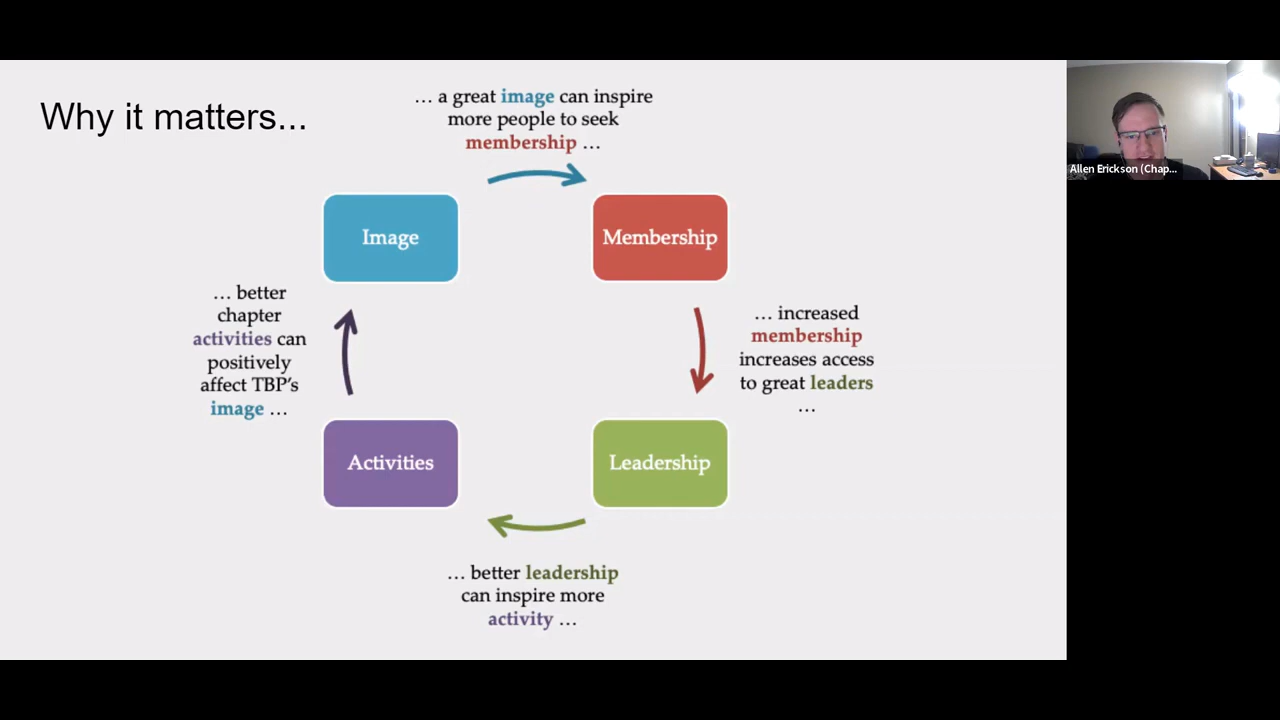 Why it matters...
… a great image can inspire
more people to seek
membership …
Image
Membership
… better
chapter
activities can
positively
affect TBP’s
image …
… increased
membership
increases access
to great leaders
…
Activities
Leadership
… better leadership
can inspire more
activity …
Allen Erickson (Chap...